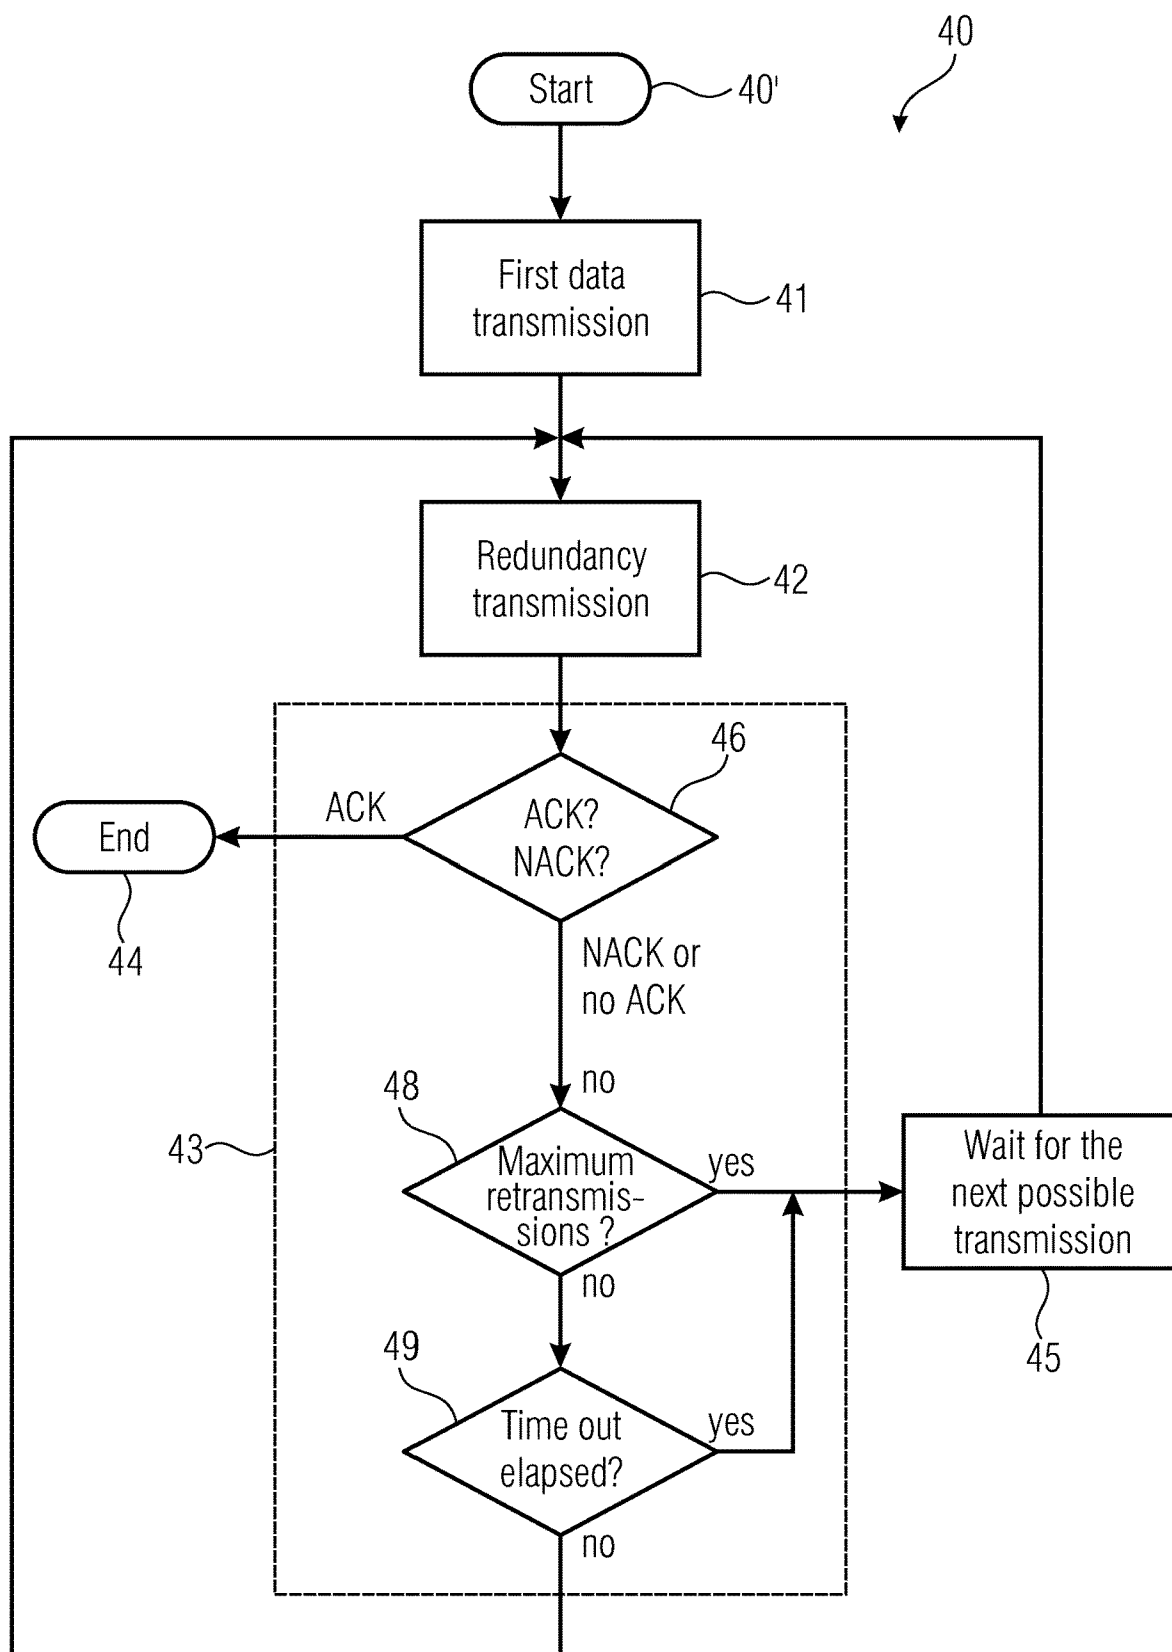 40
Start
40'
First data
transmission
41
Redundancy
transmission
42
46
ACK
ACK?
NACK?
End
44
NACK or
no ACK
no
48
43
Maximum
retransmis-
sions ?
yes
Wait for the
next possible
transmission
45
no
49
Time out
elapsed?
yes
no